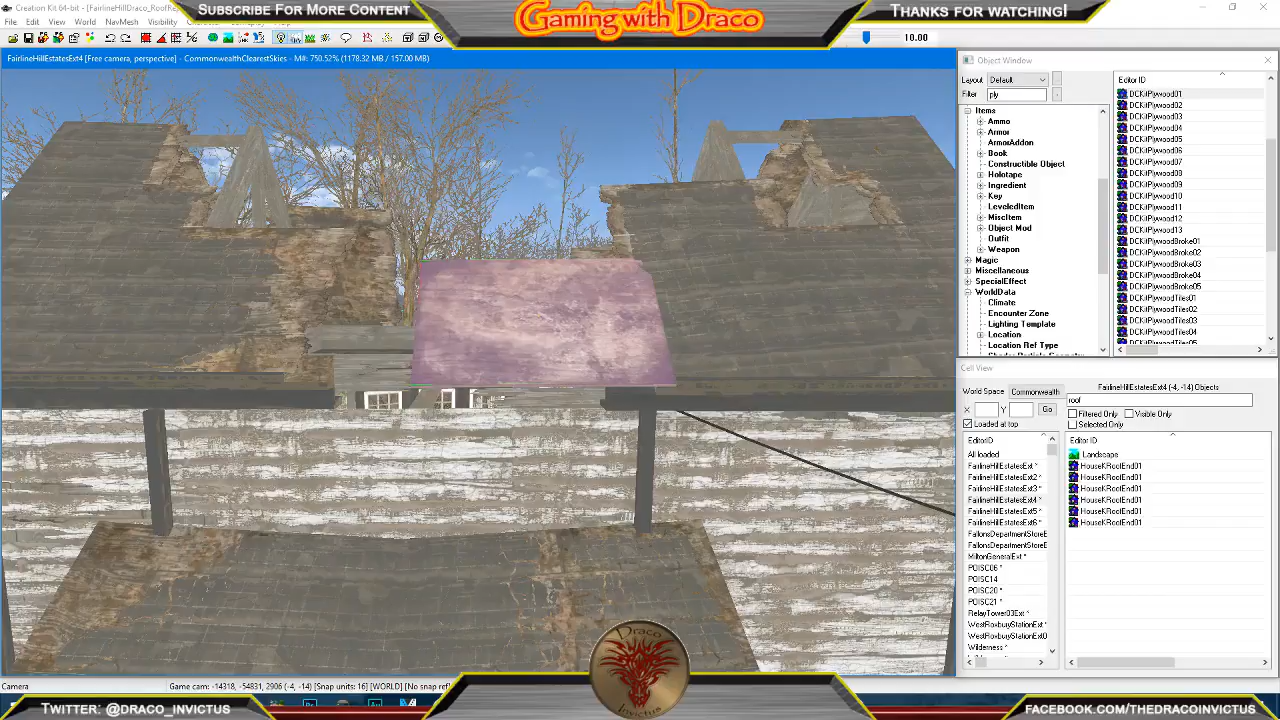 Creation Kit 64-bit - FairlineHillDraco_RoofRe
SUBSCRIBE FOR MORE CONTENT
Gaming with Draco
THANKS FOR WATCHING!
File Edit View World NavMesh Visibility
10.00
FairlineHillEstatesExt4 [Free camera, perspective] - CommonwealthClearestSkies - M#: 750.52% (1178.32 MB / 157.00 MB)
Object Window
Layout Default
Filter ply
Items
Ammo
Armor
ArmorAddon
Book
Constructible Object
Holotape
Ingredient
Key
LeveledItem
MiscItem
Object Mod
Outfit
Weapon
Magic
Miscellaneous
SpecialEffect
WorldData
Climate
Encounter Zone
Lighting Template
Location
Location Ref Type
Shader Particle Geometry
Editor ID
DCKitPlywood01
DCKitPlywood02
DCKitPlywood03
DCKitPlywood04
DCKitPlywood05
DCKitPlywood06
DCKitPlywood07
DCKitPlywood08
DCKitPlywood09
DCKitPlywood10
DCKitPlywood11
DCKitPlywood12
DCKitPlywood13
DCKitPlywoodBroke01
DCKitPlywoodBroke02
DCKitPlywoodBroke03
DCKitPlywoodBroke04
DCKitPlywoodBroke05
DCKitPlywoodTiles01
DCKitPlywoodTiles02
DCKitPlywoodTiles03
DCKitPlywoodTiles04
DCKitPlywoodTiles05
Cell View
World Space Commonwealth
FairlineHillEstatesExt4 (-4, -14) Objects
X Y Go
roof
Loaded at top
Filtered Only Visible Only
Selected Only
EditorID
All loaded
FairlineHillEstatesExt *
FairlineHillEstatesExt2 *
FairlineHillEstatesExt3 *
FairlineHillEstatesExt4 *
FairlineHillEstatesExt5 *
FairlineHillEstatesExt6 *
FallonsDepartmentStoreE
FallonsDepartmentStoreE
MiltonGeneralExt *
POISC06 *
POISC14
POISC20 *
POISC21 *
RelayTower03Ext *
WestRoxburyStationExt *
WestRoxburyStationExt0
Wilderness *
Editor ID
Landscape
HouseKRoofEnd01
HouseKRoofEnd01
HouseKRoofEnd01
HouseKRoofEnd01
HouseKRoofEnd01
HouseKRoofEnd01
Camera
Game cam: -14318, -54831, 2906 (-4, -14) [Snap units: 16] [WORLD] [No snap ref
Draco
Invictus
TWITTER: @DRACO_INVICTUS
FACEBOOK.COM/THEDRACOINVICTUS